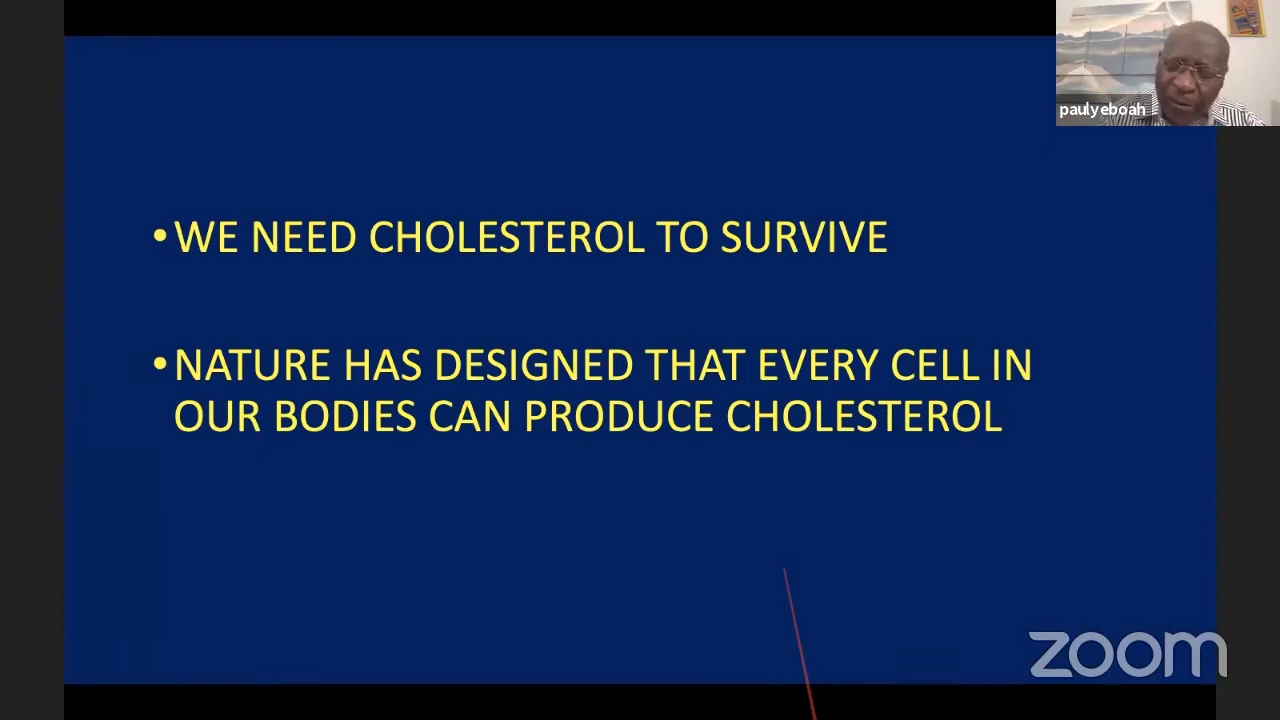 paulyeboah
• WE NEED CHOLESTEROL TO SURVIVE
• NATURE HAS DESIGNED THAT EVERY CELL IN
OUR BODIES CAN PRODUCE CHOLESTEROL
zoom